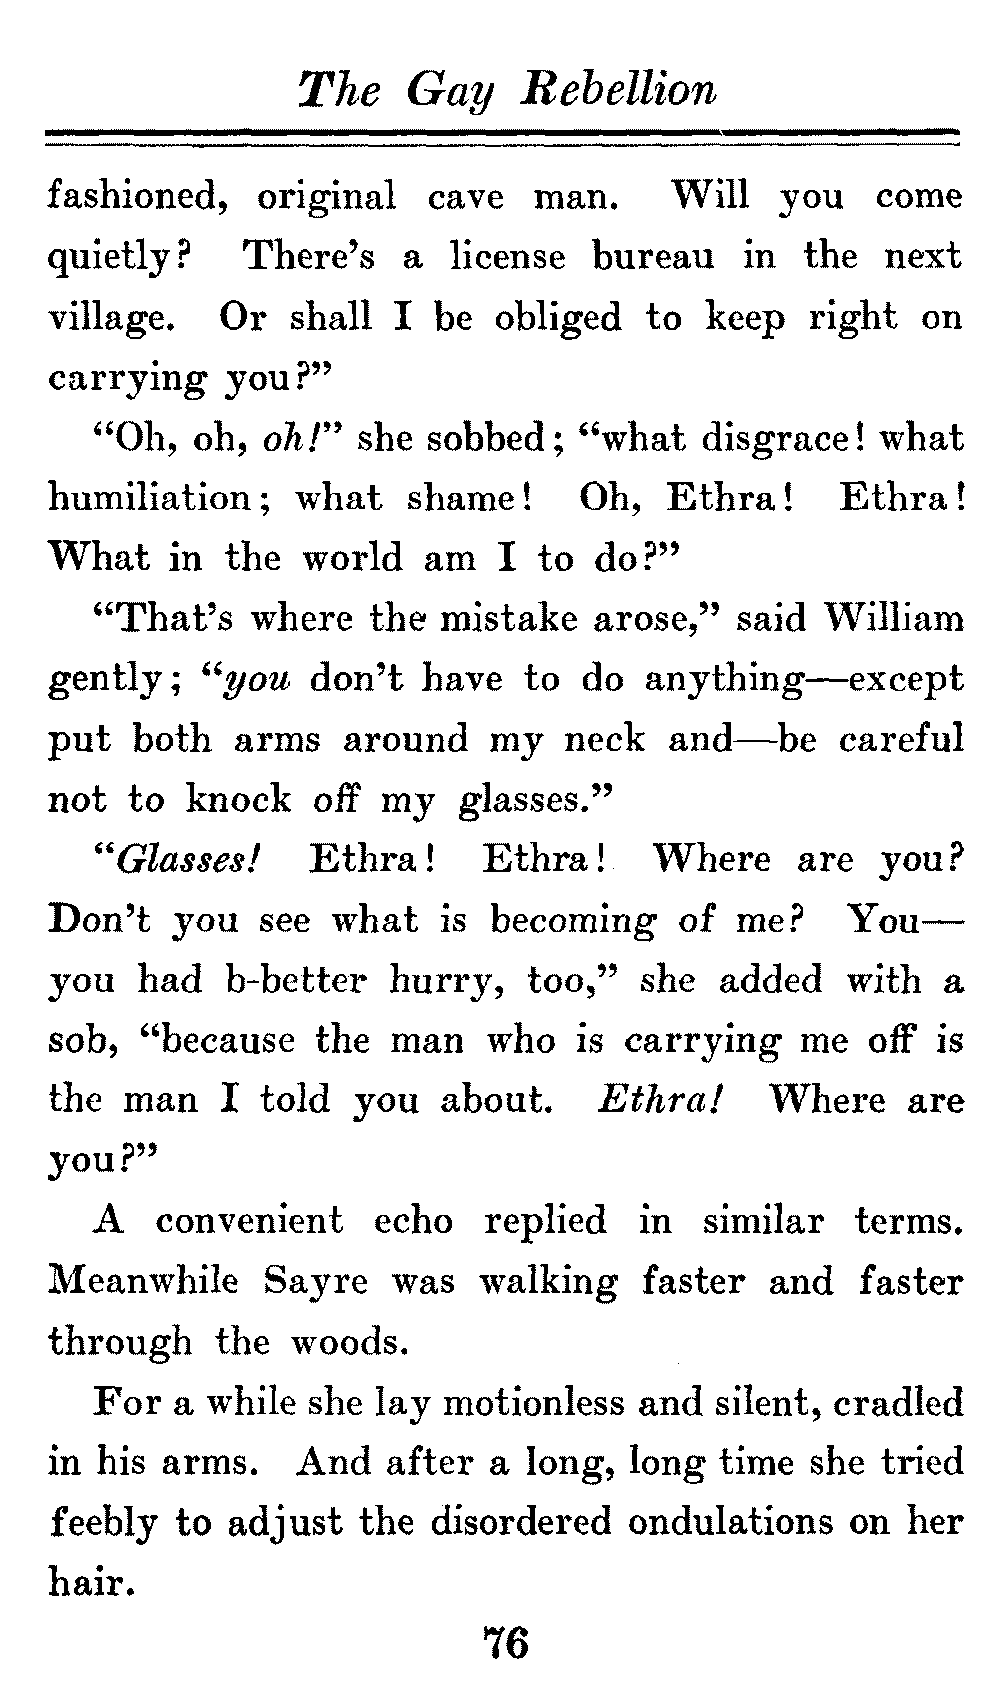 The Gay Rebellion
fashioned, original cave man. Will you come
quietly? There's a license bureau in the next
village. Or shall I be obliged to keep right on
carrying you?”
“Oh, oh, oh!” she sobbed; “what disgrace! what
humiliation; what shame! Oh, Ethra! Ethra!
What in the world am I to do?”
“That's where the mistake arose,” said William
gently; “you don't have to do anything—except
put both arms around my neck and—be careful
not to knock off my glasses.”
“Glasses! Ethra! Ethra! Where are you?
Don't you see what is becoming of me? You—
you had b-better hurry, too,” she added with a
sob, “because the man who is carrying me off is
the man I told you about. Ethra! Where are
you?”
A convenient echo replied in similar terms.
Meanwhile Sayre was walking faster and faster
through the woods.
For a while she lay motionless and silent, cradled
in his arms. And after a long, long time she tried
feebly to adjust the disordered ondulations on her
hair.
76